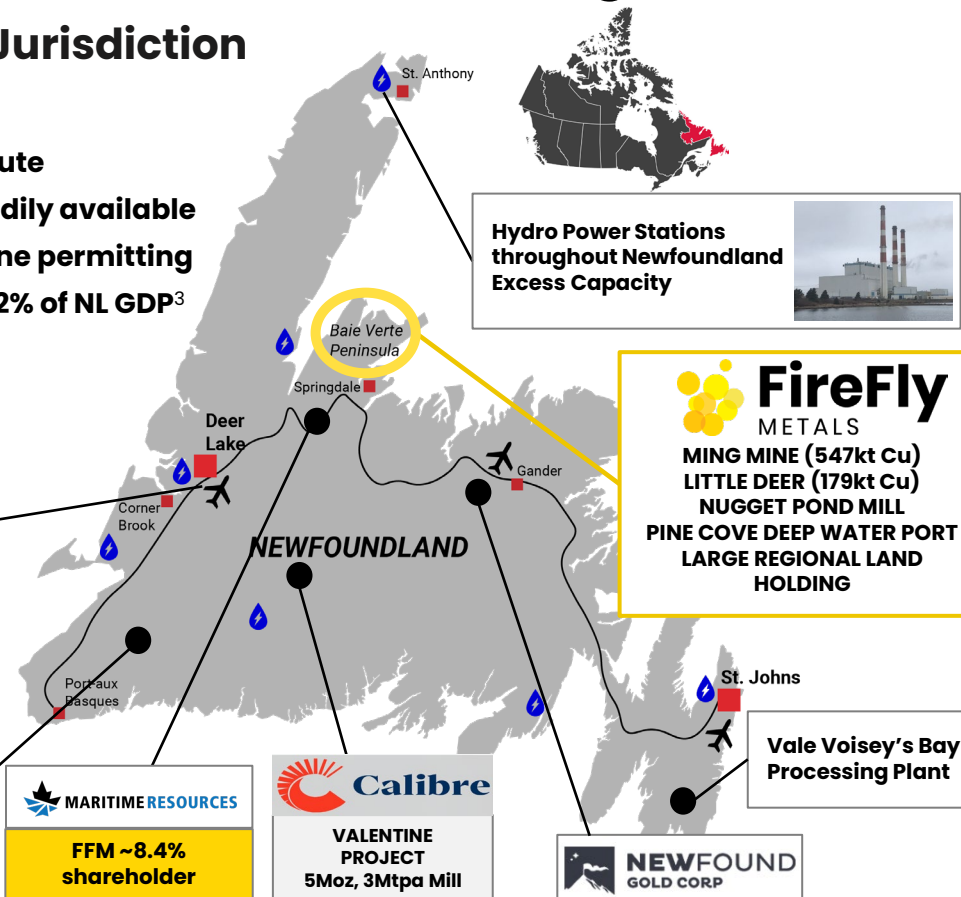 Jurisdiction
ute
dily available
ne permitting
2% of NL GDP3
St. Anthony
Hydro Power Stations
throughout Newfoundland
Excess Capacity
Baie Verte
Peninsula
Springdale
Deer
Lake
Corner
Brook
Gander
NEWFOUNDLAND
FireFly
METALS
MING MINE (547kt Cu)
LITTLE DEER (179kt Cu)
NUGGET POND MILL
PINE COVE DEEP WATER PORT
LARGE REGIONAL LAND
HOLDING
Port aux
Basques
St. Johns
Vale Voisey's Bay
Processing Plant
MARITIME RESOURCES
FFM ~8.4%
shareholder
Calibre
VALENTINE
PROJECT
5Moz, 3Mtpa Mill
NEWFOUND
GOLD CORP